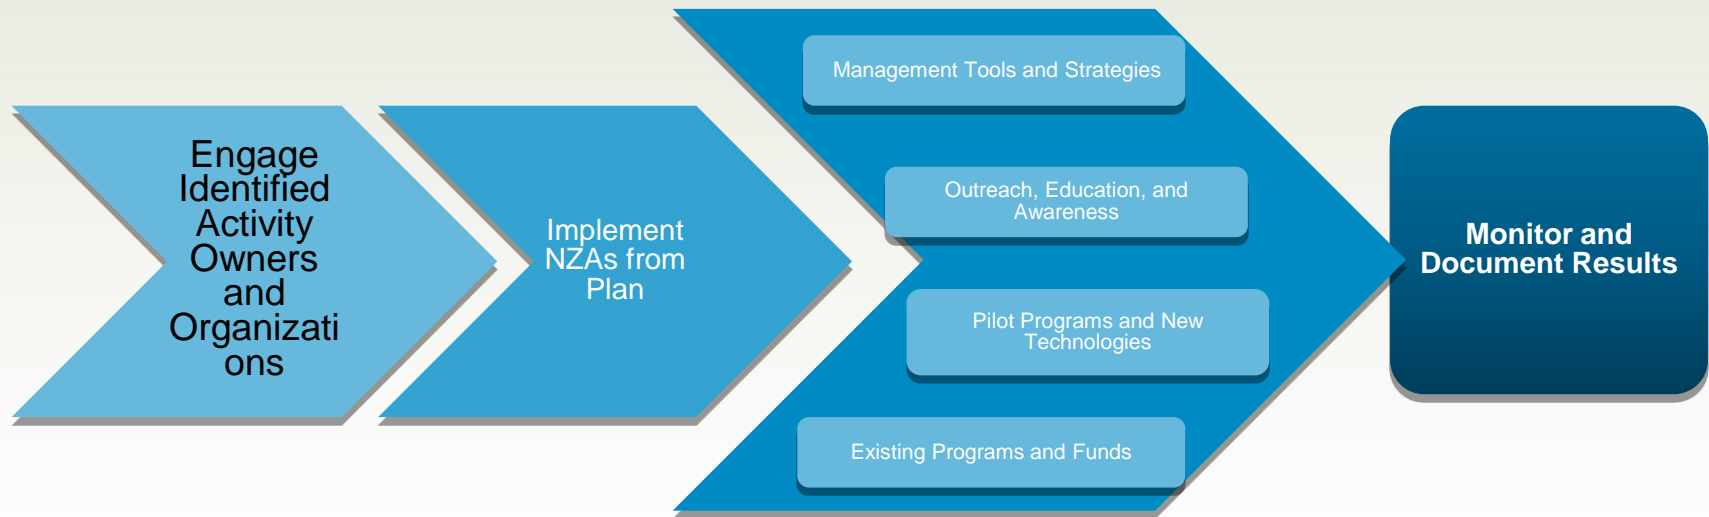 Engage
Identified
Activity
Owners
and
Organizati
ons
Implement
NZAs from
Plan
Management Tools and Strategies
Outreach, Education, and
Awareness
Pilot Programs and New
Technologies
Existing Programs and Funds
Monitor and
Document Results